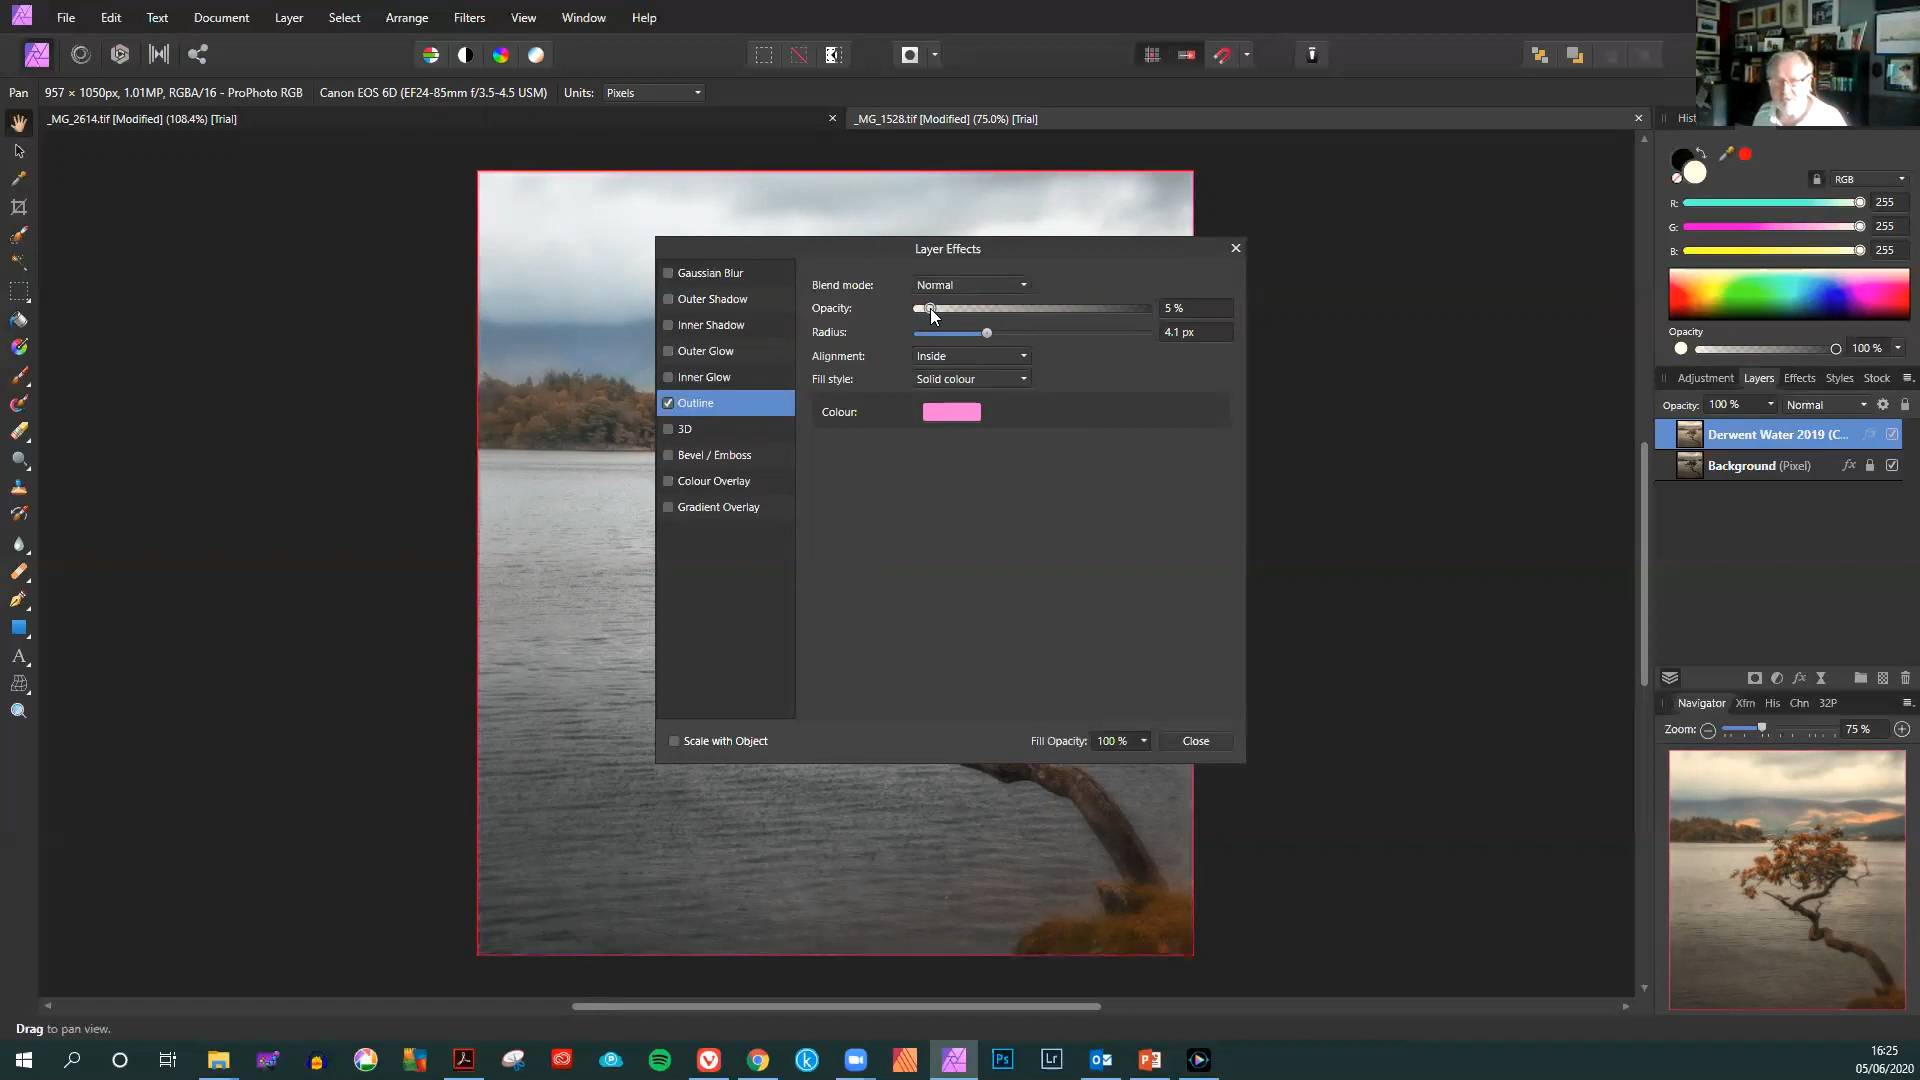 File Edit Text Document Layer Select Arrange Filters View Window Help
Pan 957 × 1050px, 1.01MP, RGBA/16 - ProPhoto RGB Canon EOS 6D (EF24-85mm f/3.5-4.5 USM) Units: Pixels
_MG_2614.tif [Modified] (108.4%) [Trial] _MG_1528.tif [Modified] (75.0%) [Trial]
Layer Effects
Gaussian Blur
Outer Shadow
Inner Shadow
Outer Glow
Inner Glow
Outline
3D
Bevel / Emboss
Colour Overlay
Gradient Overlay
Blend mode: Normal
Opacity: 5 %
Radius: 4.1 px
Alignment: Inside
Fill style: Solid colour
Colour:
Scale with Object Fill Opacity: 100 % Close
Hist
RGB
R: 255
G: 255
B: 255
Opacity
100 %
Adjustment Layers Effects Styles Stock
Opacity: 100 % Normal
Derwent Water 2019 (C... fx
Background (Pixel) fx
fx
Navigator Xfm His Chn 32P
Zoom: 75 %
A
Drag to pan view.
Ps Lr
16:25
05/06/2020